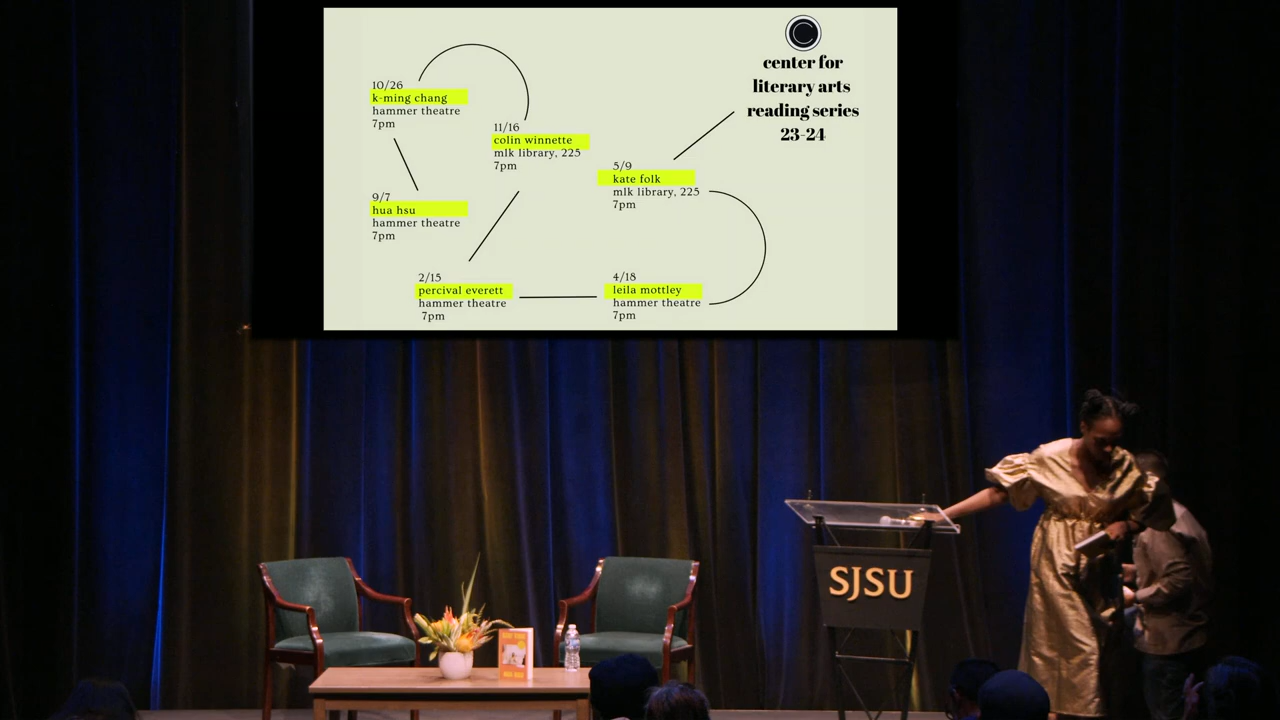 center for
literary arts
reading series
23-24
10/26
k-ming chang
hammer theatre
7pm
11/16
colin winnette
mlk library, 225
7pm
5/9
kate folk
mlk library, 225
7pm
9/7
hua hsu
hammer theatre
7pm
2/15
percival everett
hammer theatre
7pm
4/18
leila mottley
hammer theatre
7pm
SJSU